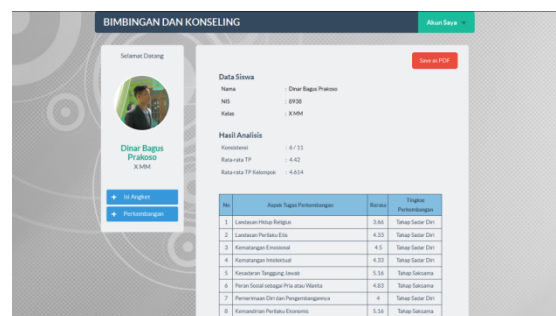 BIMBINGAN DAN KONSELING
Akun Saya
Selamat Datang
Dinar Bagus
Prakoso
X MM
+ Isi Angket
+ Perkembangan
Save as PDF
Data Siswa
Nama : Dinar Bagus Prakoso
NIS : 8938
Kelas : X MM
Hasil Analisis
Konsistensi : 6 / 11
Rata-rata TP : 4.42
Rata-rata TP Kelompok : 4.614
No Aspek Tugas Perkembangan Rerata Tingkat Perkembangan
1 Landasan Hidup Religius 3.66 Tahap Sadar Diri
2 Landasan Perilaku Etis 4.33 Tahap Sadar Diri
3 Kematangan Emosional 4.5 Tahap Sadar Diri
4 Kematangan Intelektual 4.33 Tahap Sadar Diri
5 Kesadaran Tanggung Jawab 5.16 Tahap Saksama
6 Peran Sosial sebagai Pria atau Wanita 4.83 Tahap Saksama
7 Penerimaan Diri dan Pengembangannya 4 Tahap Sadar Diri
8 Kemandirian Perilaku Ekonomis 5.16 Tahap Saksama